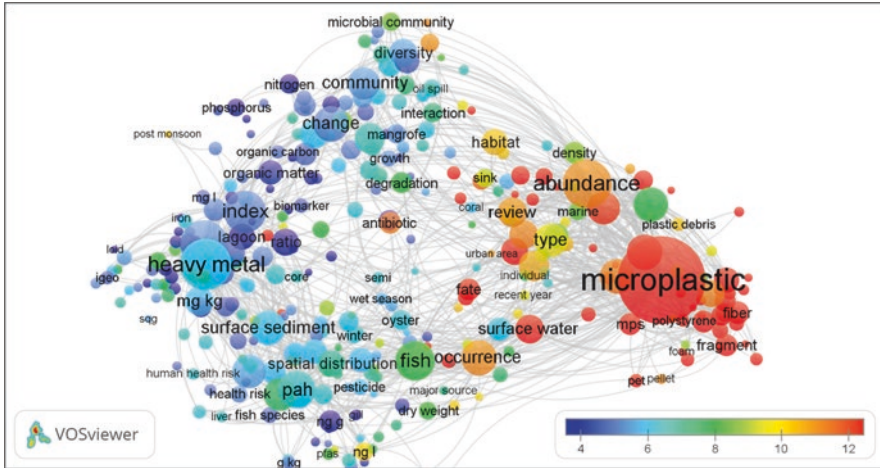 microbial community
diversity
nitrogen
community
oil spill
phosphorus
interaction
change
post monsoon
mangrofe
habitat
organic carbon
growth
density
organic matter
degradation
sink
abundance
mg l
biomarker
coral
review
marine
index
antibiotic
plastic debris
iron
lagoon
ratio
type
urban area
lead
heavy metal
core
semi
individual
microplastic
igeo
mg kg
wet season
fate
recent year
sqg
surface sediment
oyster
surface water
mps
polystyrene
fiber
winter
fragment
spatial distribution
fish
occurrence
foam
human health risk
health risk
pah
pesticide
major source
pet
pellet
liver
fish species
ng g
gill
dry weight
pfas
ng l
g kg
VOSviewer
4 6 8 10 12